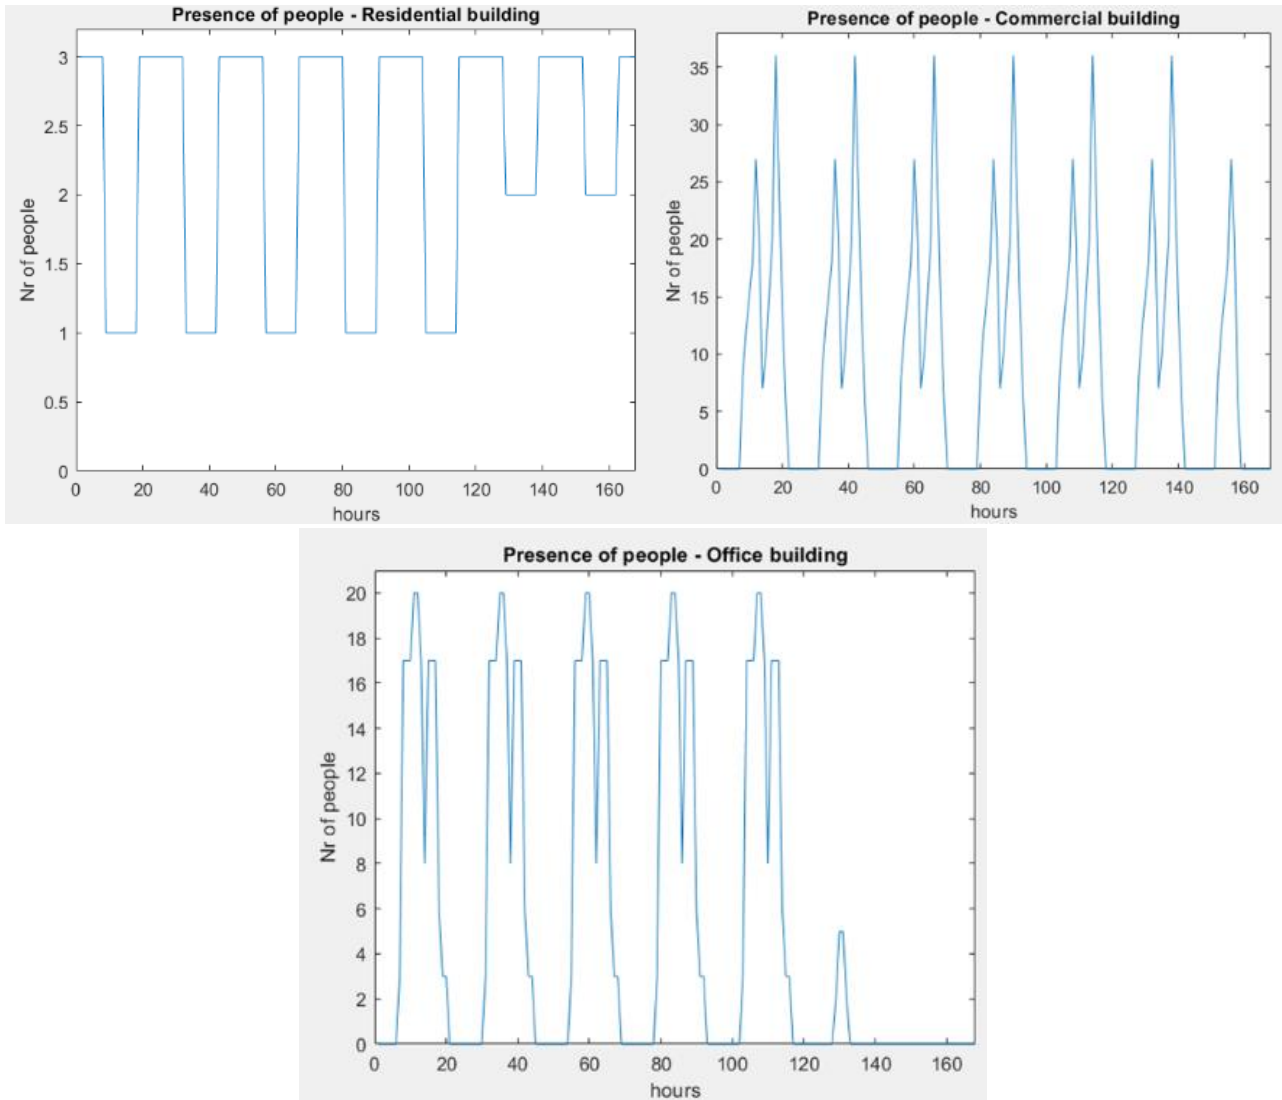 Presence of people - Residential building
3
2.5
2
1.5
1
0.5
0
Nr of people
0 20 40 60 80 100 120 140 160
hours
Presence of people - Commercial building
35
30
25
20
15
10
5
0
Nr of people
0 20 40 60 80 100 120 140 160
hours
Presence of people - Office building
20
18
16
14
12
10
8
6
4
2
0
Nr of people
0 20 40 60 80 100 120 140 160
hours